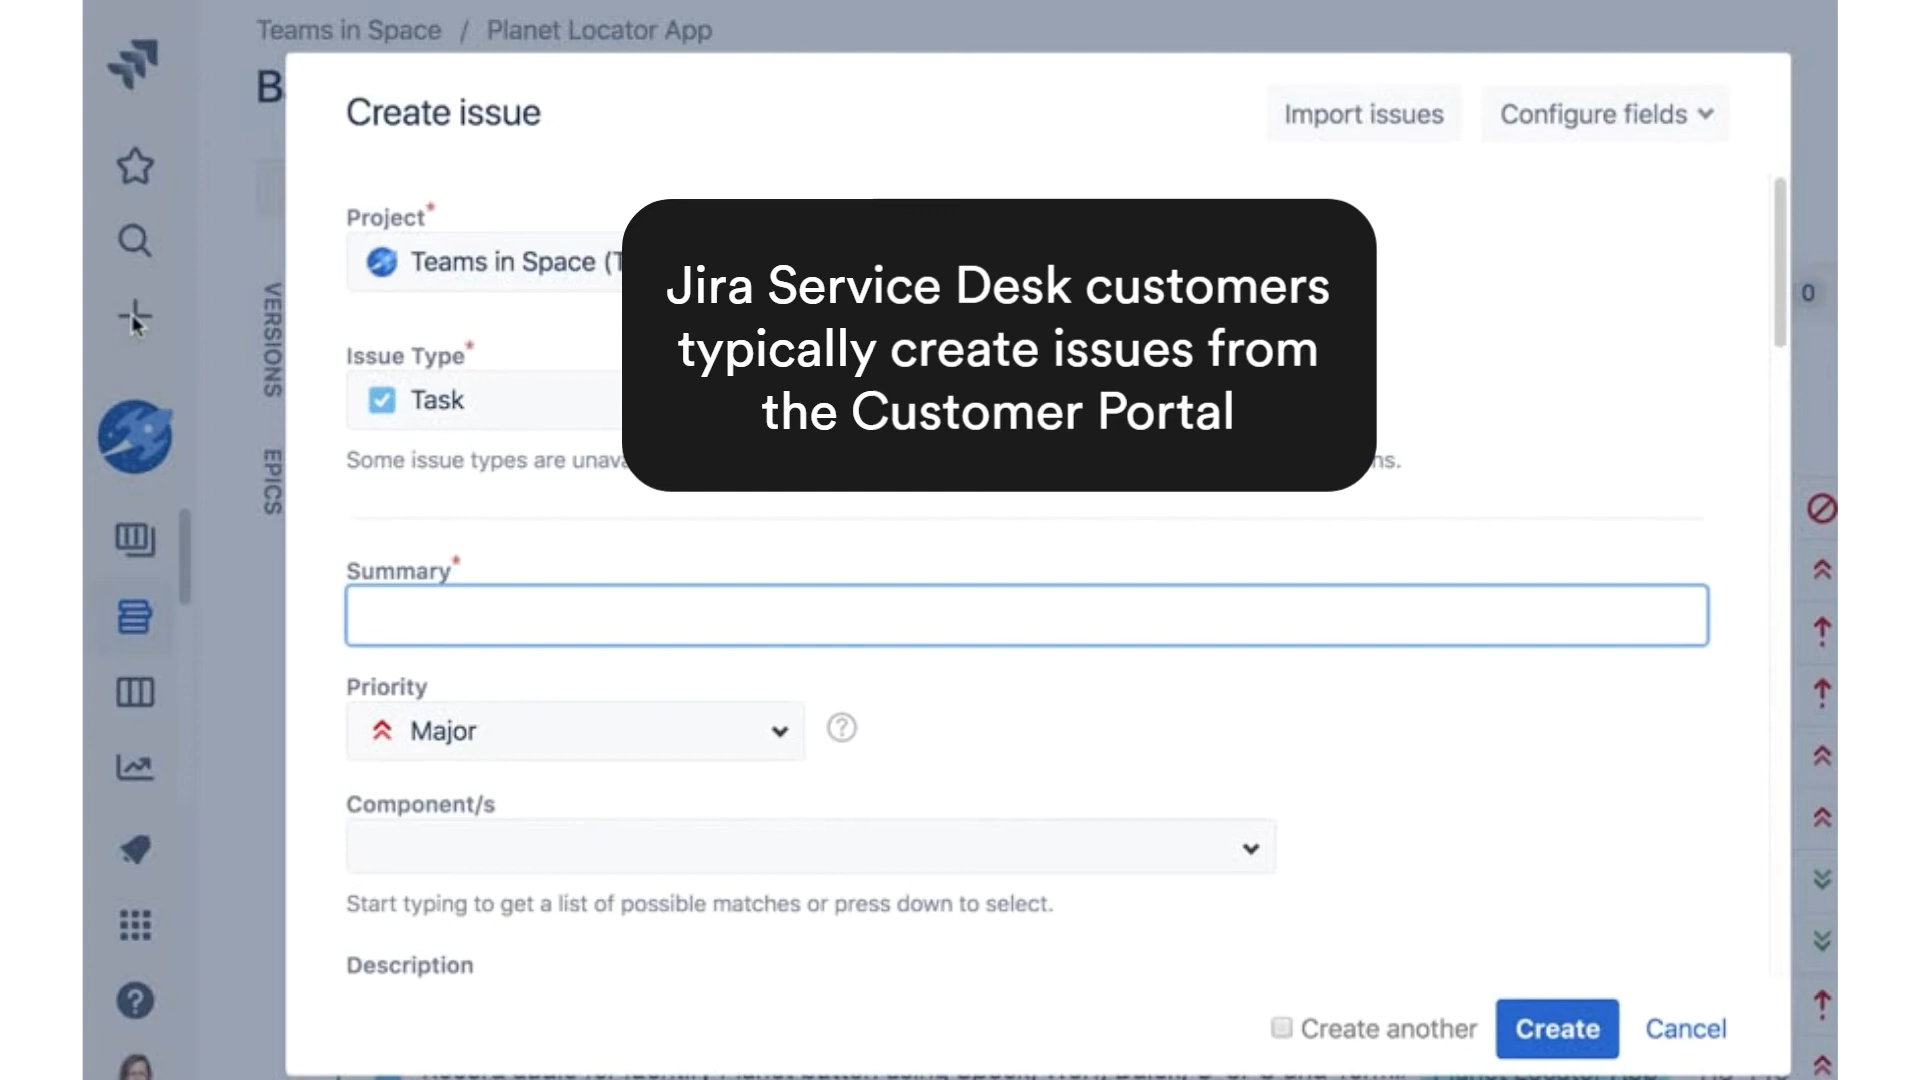 Teams in Space / Planet Locator App
B
Create issue
Import issues
Configure fields
Project*
Teams in Space (T
Jira Service Desk customers
typically create issues from
the Customer Portal
0
VERSIONS
Issue Type*
Task
EPICS
Some issue types are unava
ns.
Summary*
Priority
Major
?
Component/s
Start typing to get a list of possible matches or press down to select.
Description
?
Create another
Create
Cancel